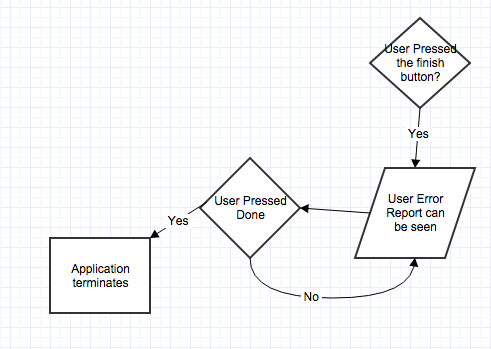 User Pressed
the finish
button?
Yes
User Error
Report can
be seen
User Pressed
Done
Yes
No
Application
terminates